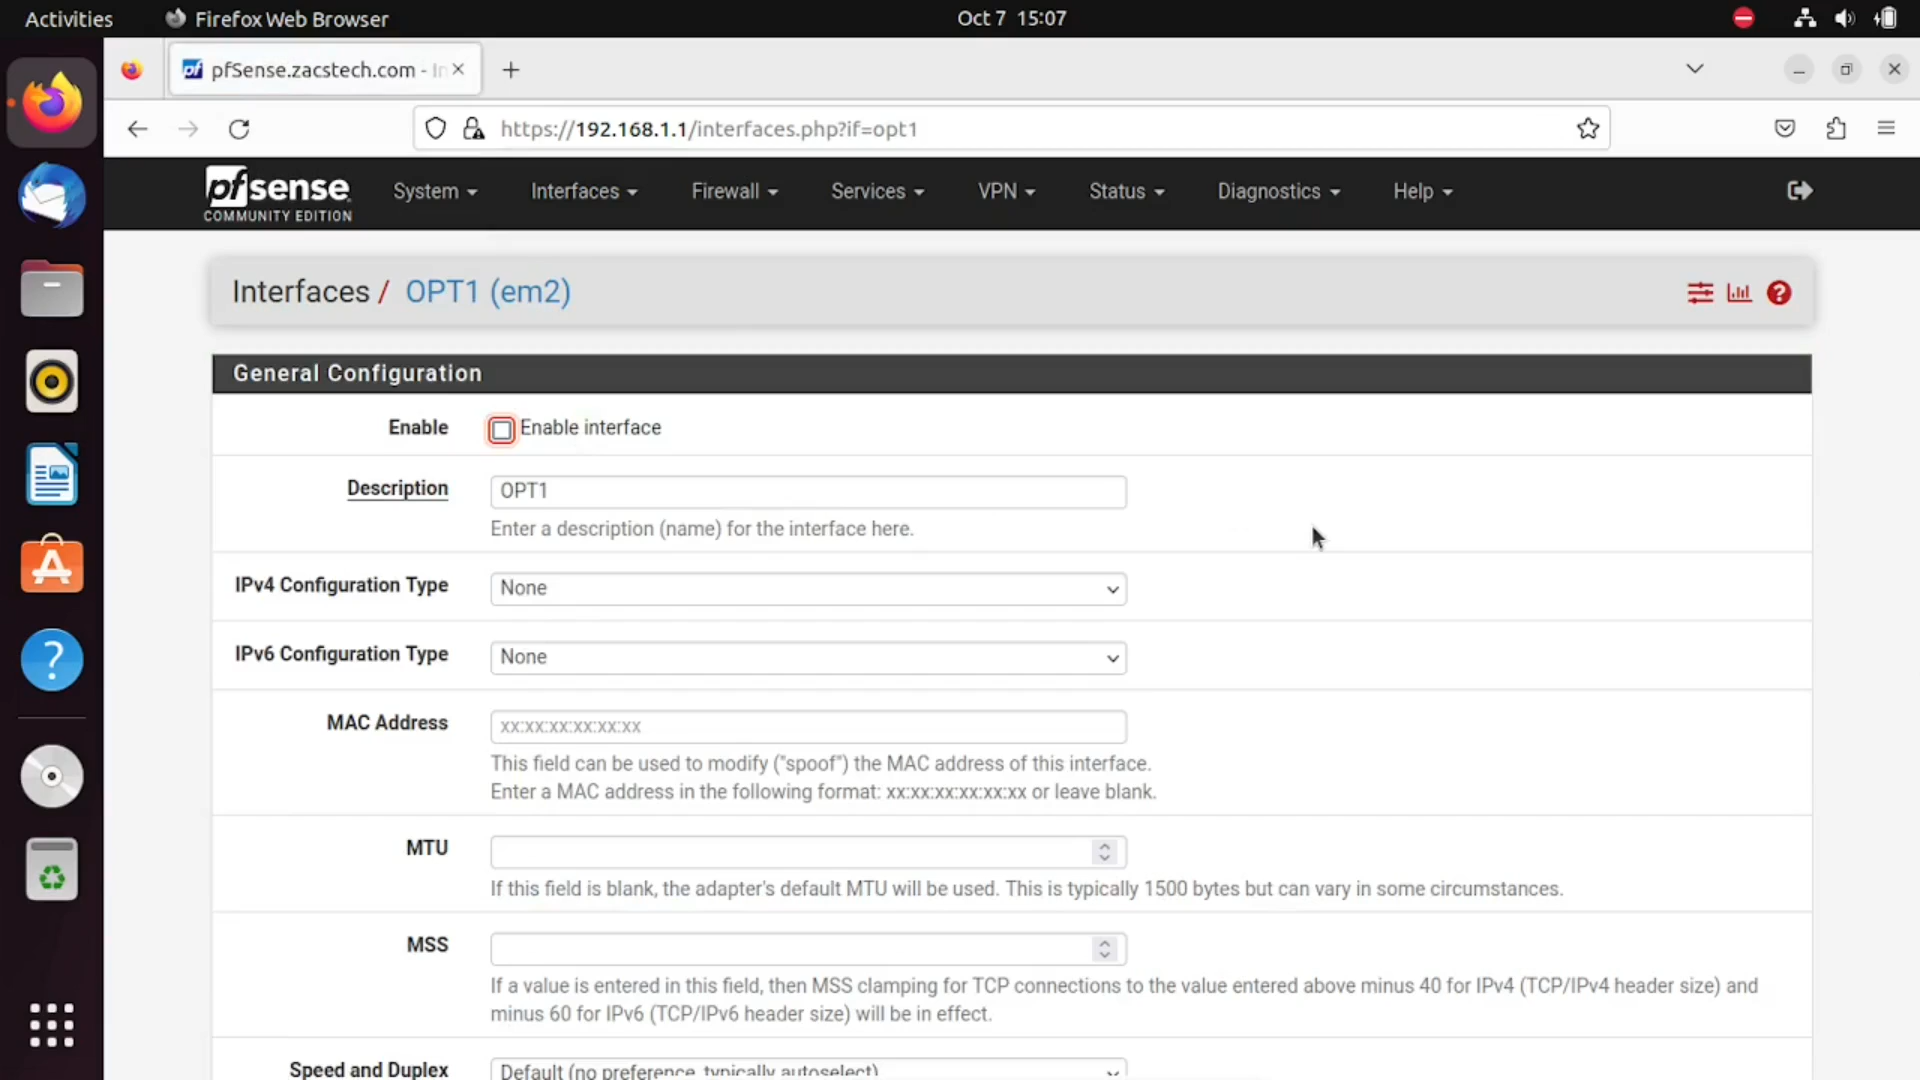 Activities
Firefox Web Browser
Oct 7 15:07
pfSense.zacstech.com - In
https://192.168.1.1/interfaces.php?if=opt1
pfsense
COMMUNITY EDITION
System
Interfaces
Firewall
Services
VPN
Status
Diagnostics
Help
Interfaces / OPT1 (em2)
General Configuration
Enable
Enable interface
Description
OPT1
Enter a description (name) for the interface here.
IPv4 Configuration Type
None
IPv6 Configuration Type
None
MAC Address
xx:xx:xx:xx:xx:xx
This field can be used to modify ("spoof") the MAC address of this interface.
Enter a MAC address in the following format: xx:xx:xx:xx:xx:xx or leave blank.
MTU
If this field is blank, the adapter's default MTU will be used. This is typically 1500 bytes but can vary in some circumstances.
MSS
If a value is entered in this field, then MSS clamping for TCP connections to the value entered above minus 40 for IPv4 (TCP/IPv4 header size) and
minus 60 for IPv6 (TCP/IPv6 header size) will be in effect.
Speed and Duplex
Default (no preference, typically autoselect)